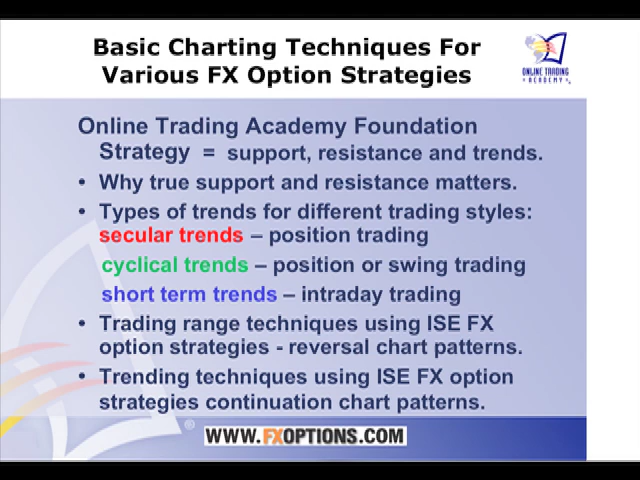 Basic Charting Techniques For
Various FX Option Strategies
ONLINE TRADING
ACADEMY
Online Trading Academy Foundation
Strategy = support, resistance and trends.
• Why true support and resistance matters.
• Types of trends for different trading styles:
secular trends – position trading
cyclical trends – position or swing trading
short term trends – intraday trading
• Trading range techniques using ISE FX
option strategies - reversal chart patterns.
• Trending techniques using ISE FX option
strategies continuation chart patterns.
®
WWW.FXOPTIONS.COM